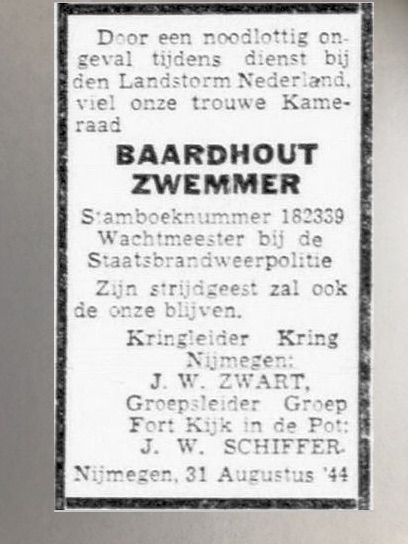 Door een noodlottig on-
geval tijdens dienst bij
den Landstorm Nederland,
viel onze trouwe Kame-
raad
BAARDHOUT
ZWEMMER
Stamboeknummer 182339
Wachtmeester bij de
Staatsbrandweerpolitie
Zijn strijdgeest zal ook
de onze blijven.
Kringleider Kring
Nijmegen:
J. W. ZWART,
Groepsleider Groep
Fort Kijk in de Pot:
J. W. SCHIFFER.
Nijmegen, 31 Augustus '44